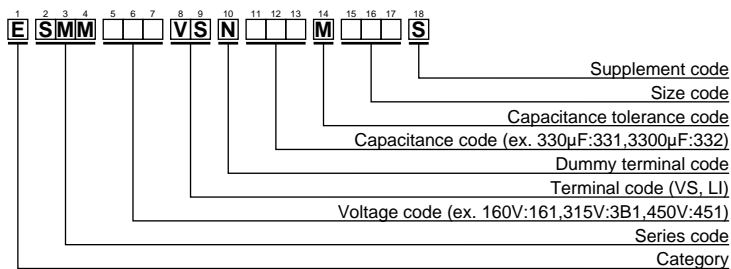 1 2 3 4 5 6 7 8 9 10 11 12 13 14 15 16 17 18
E SMM VS N M S
Supplement code
Size code
Capacitance tolerance code
Capacitance code (ex. 330µF:331,3300µF:332)
Dummy terminal code
Terminal code (VS, LI)
Voltage code (ex. 160V:161,315V:3B1,450V:451)
Series code
Category